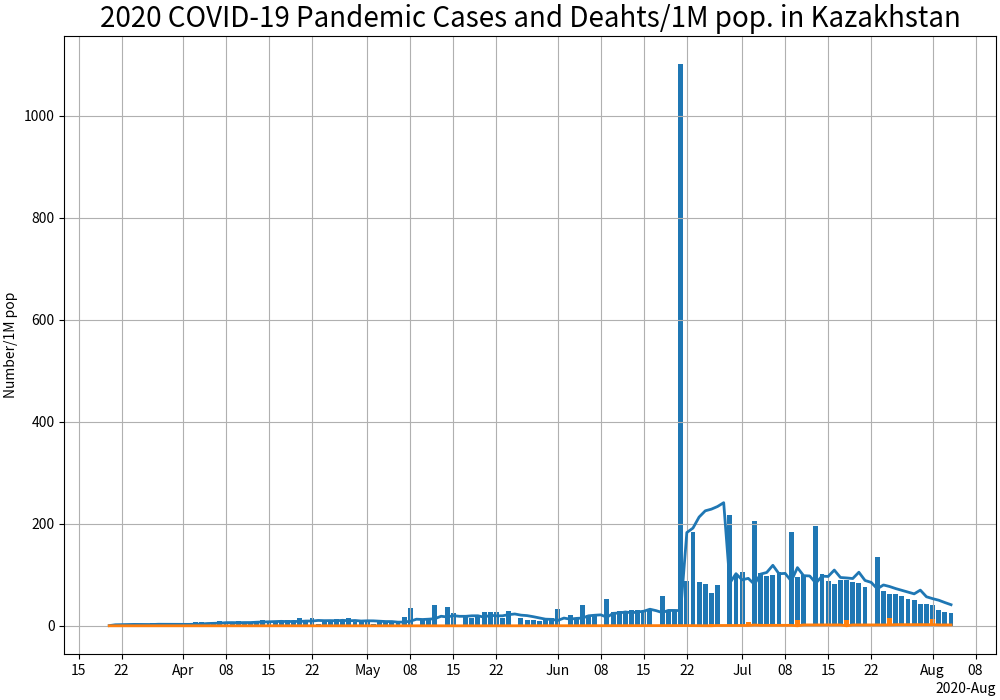 2020 COVID-19 Pandemic Cases and Deahts/1M pop. in Kazakhstan
Number/1M pop
1000
800
600
400
200
0
15 22 Apr 08 15 22 May 08 15 22 Jun 08 15 22 Jul 08 15 22 Aug 08
2020-Aug